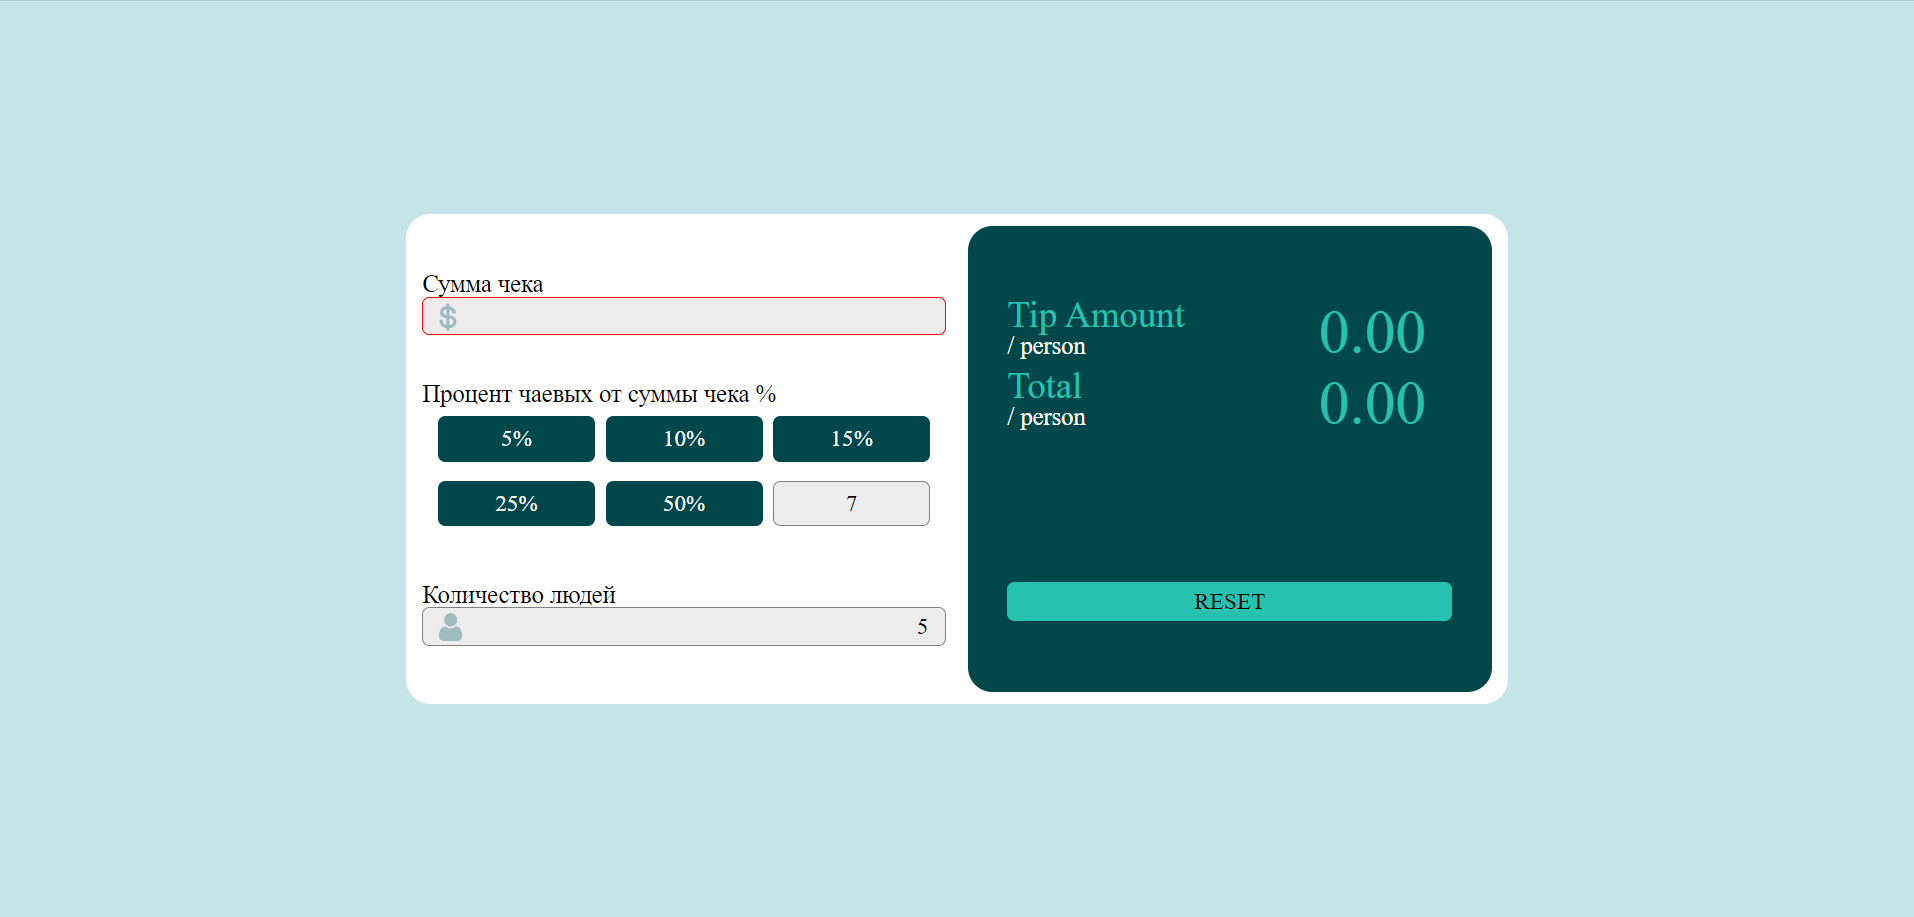 Сумма чека
$
Процент чаевых от суммы чека %
5% 10% 15%
25% 50% 7
Количество людей
5
Tip Amount
/ person
0.00
Total
/ person
0.00
RESET